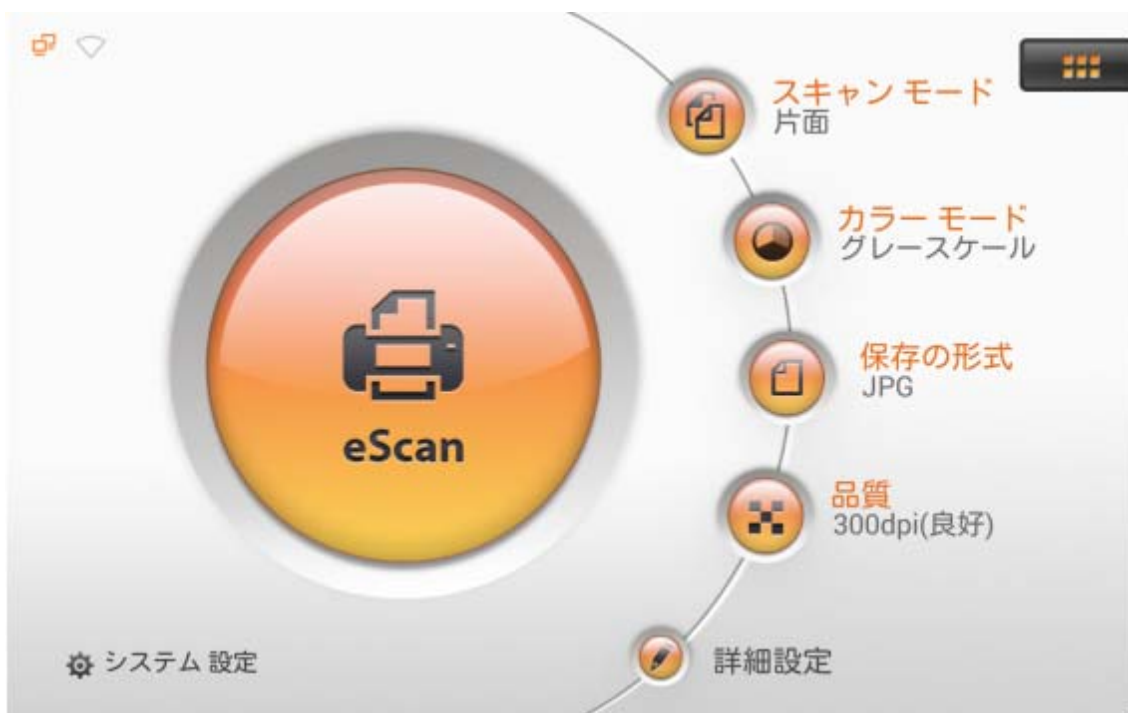 スキャン モード
片面
カラー モード
グレースケール
保存の形式
JPG
eScan
品質
300dpi(良好)
システム 設定
詳細設定